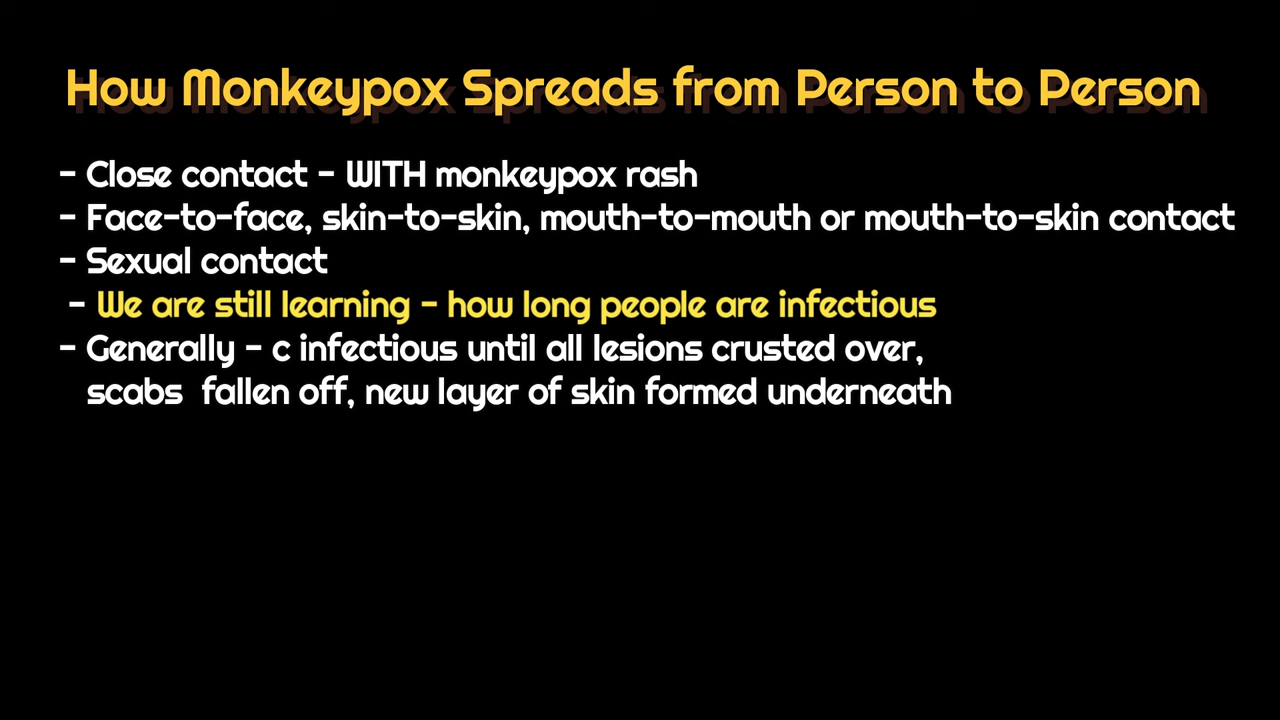 How Monkeypox Spreads from Person to Person
- Close contact - WITH monkeypox rash
- Face-to-face, skin-to-skin, mouth-to-mouth or mouth-to-skin contact
- Sexual contact
- We are still learning - how long people are infectious
- Generally - c infectious until all lesions crusted over,
scabs fallen off, new layer of skin formed underneath